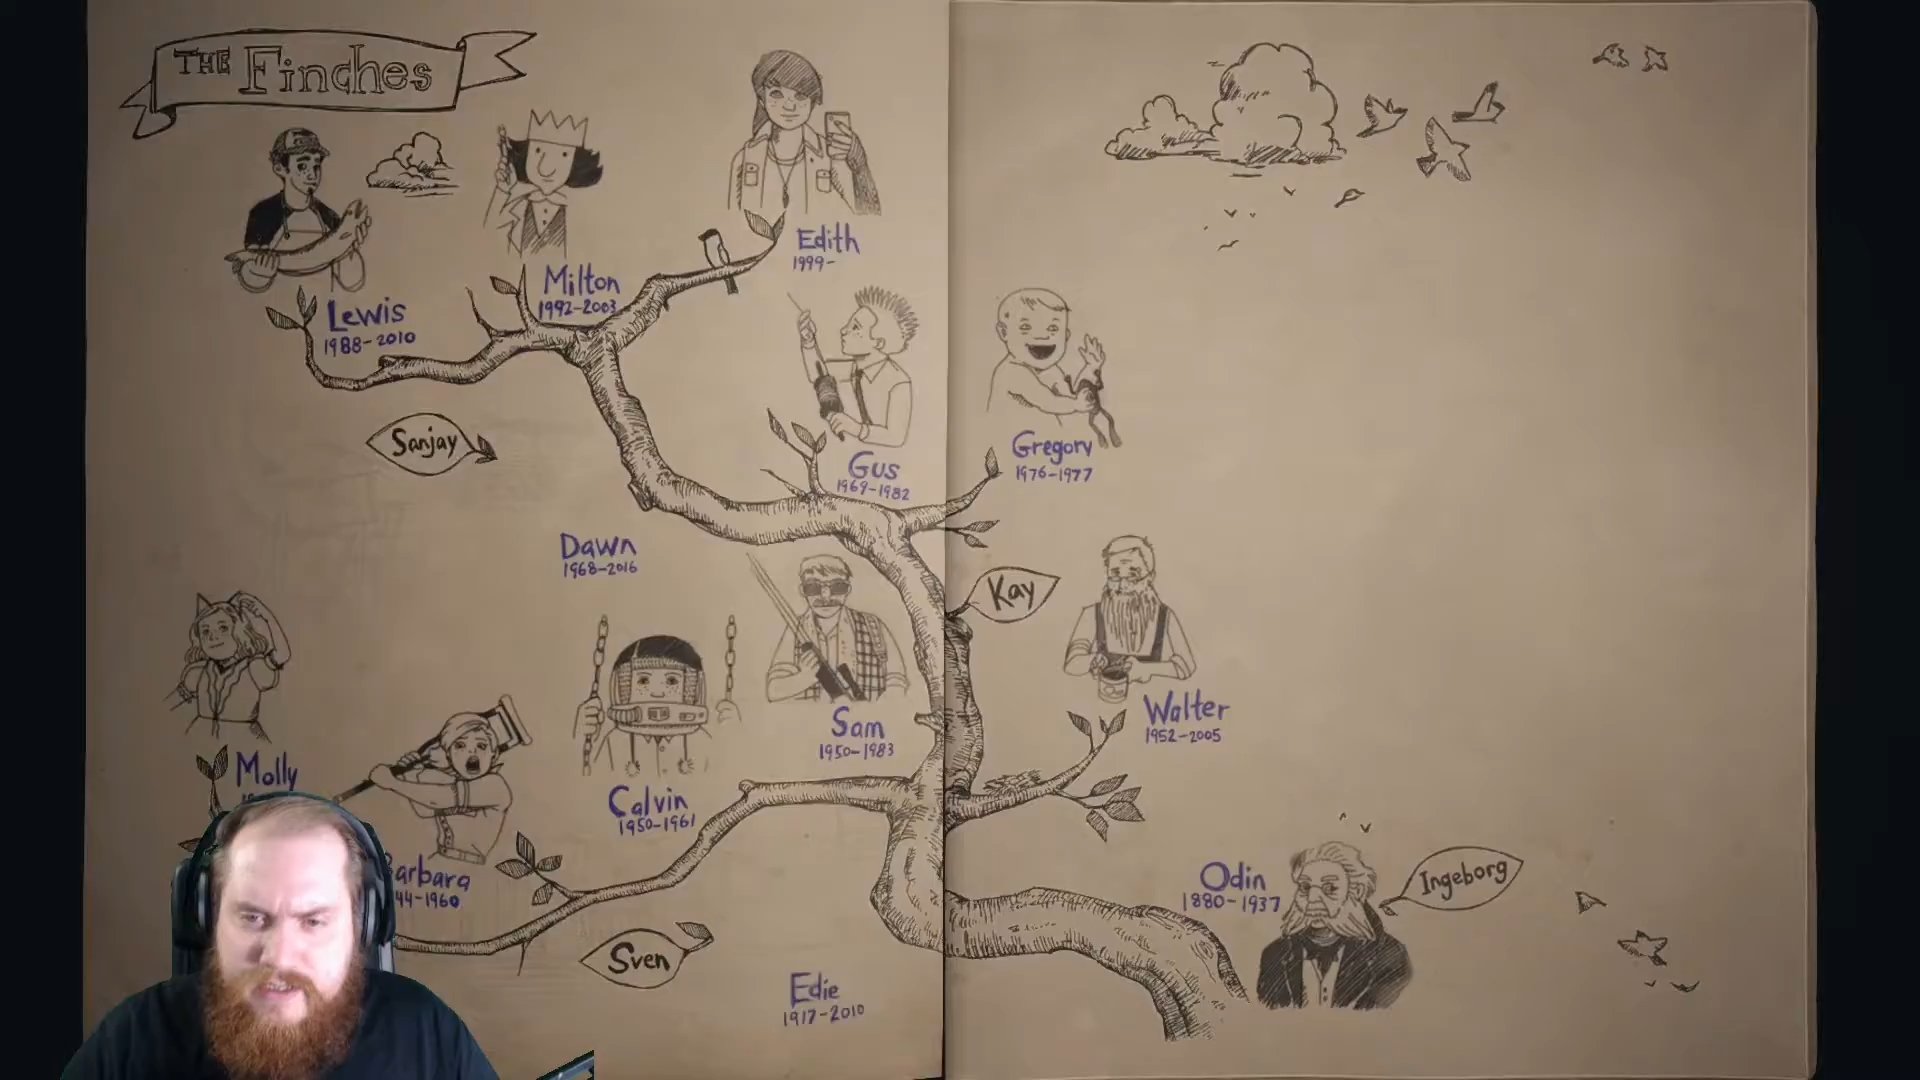 THE Finches
Edith
1999-
Milton
1992-2003
Lewis
1988-2010
Gregory
1976-1977
Gus
1969-1982
Sanjay
Dawn
1968-2016
Kay
Walter
1952-2005
Sam
1950-1983
Molly
Calvin
1950-1961
Barbara
44-1960
Odin
1880-1937
Ingeborg
Sven
Edie
1917-2010